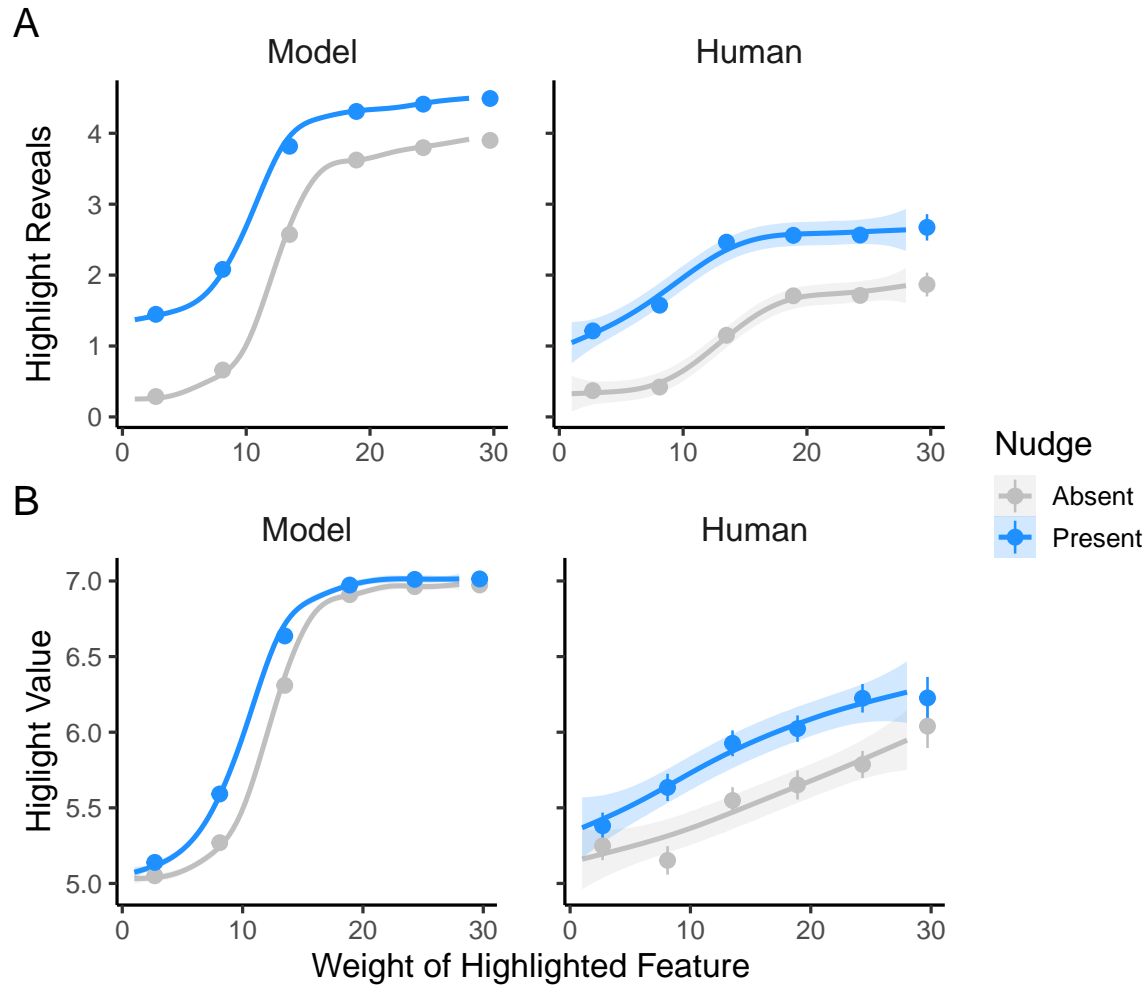 A
Model
Human
Highlight Reveals
4
3
2
1
0
0 10 20 30
0 10 20 30
Nudge
Absent
Present
B
Model
Human
Higlight Value
7.0
6.5
6.0
5.5
5.0
0 10 20 30
0 10 20 30
Weight of Highlighted Feature